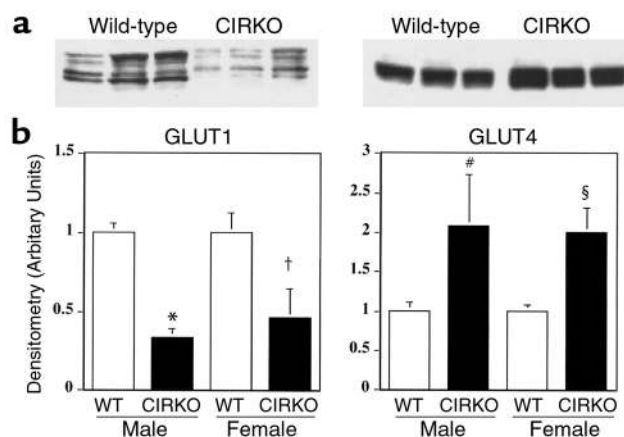 a
Wild-type CIRKO
Wild-type CIRKO
b
GLUT1
GLUT4
Densitometry (Arbitary Units)
1.5
1
0.5
0
*
†
WT CIRKO WT CIRKO
Male Female
3
2.5
2
1.5
1
0.5
0
#
§
WT CIRKO WT CIRKO
Male Female